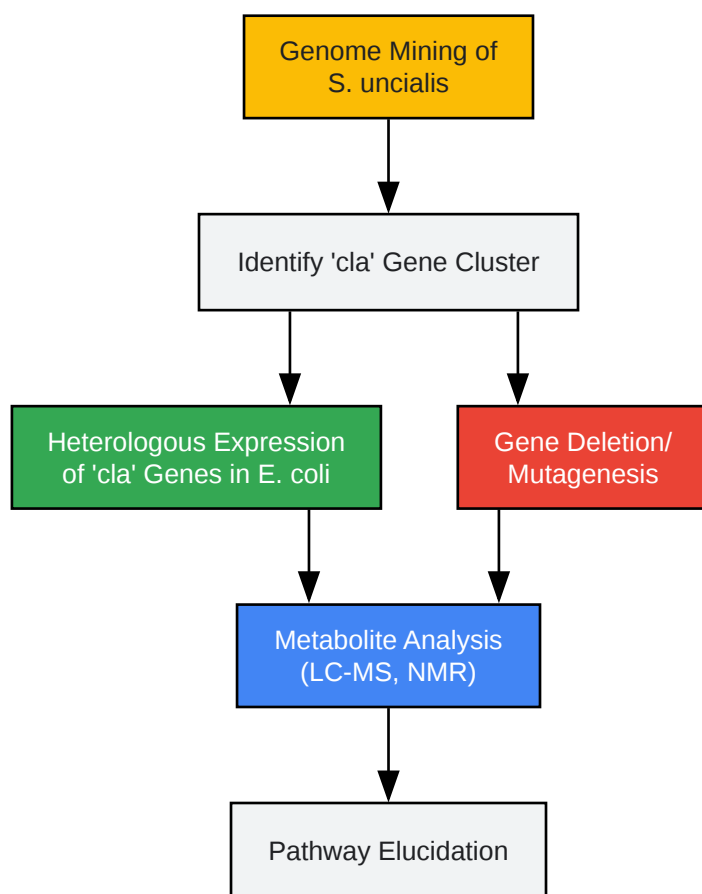 Genome Mining of
S. uncialis
Identify 'cla' Gene Cluster
Heterologous Expression
of 'cla' Genes in E. coli
Gene Deletion/
Mutagenesis
Metabolite Analysis
(LC-MS, NMR)
Pathway Elucidation